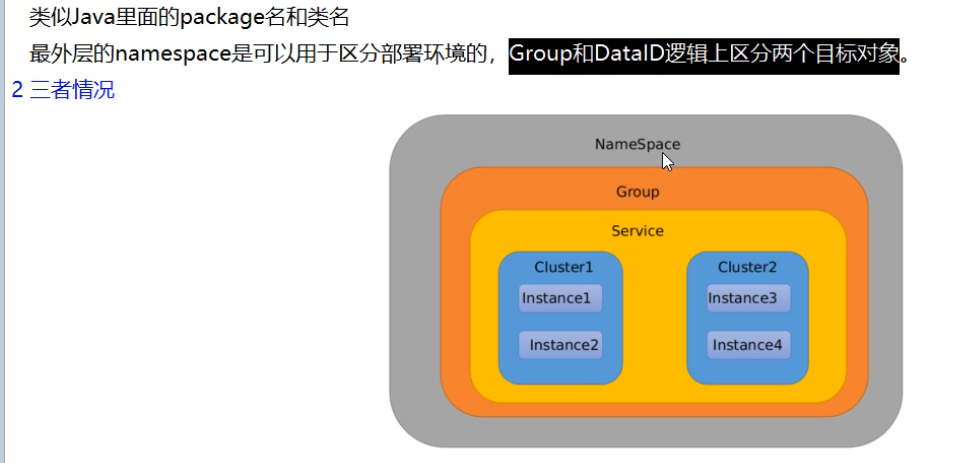 类似Java里面的package名和类名
最外层的namespace是可以用于区分部署环境的，Group和DataID逻辑上区分两个目标对象。
2 三者情况
NameSpace
Group
Service
Cluster1
Cluster2
Instance1
Instance3
Instance2
Instance4